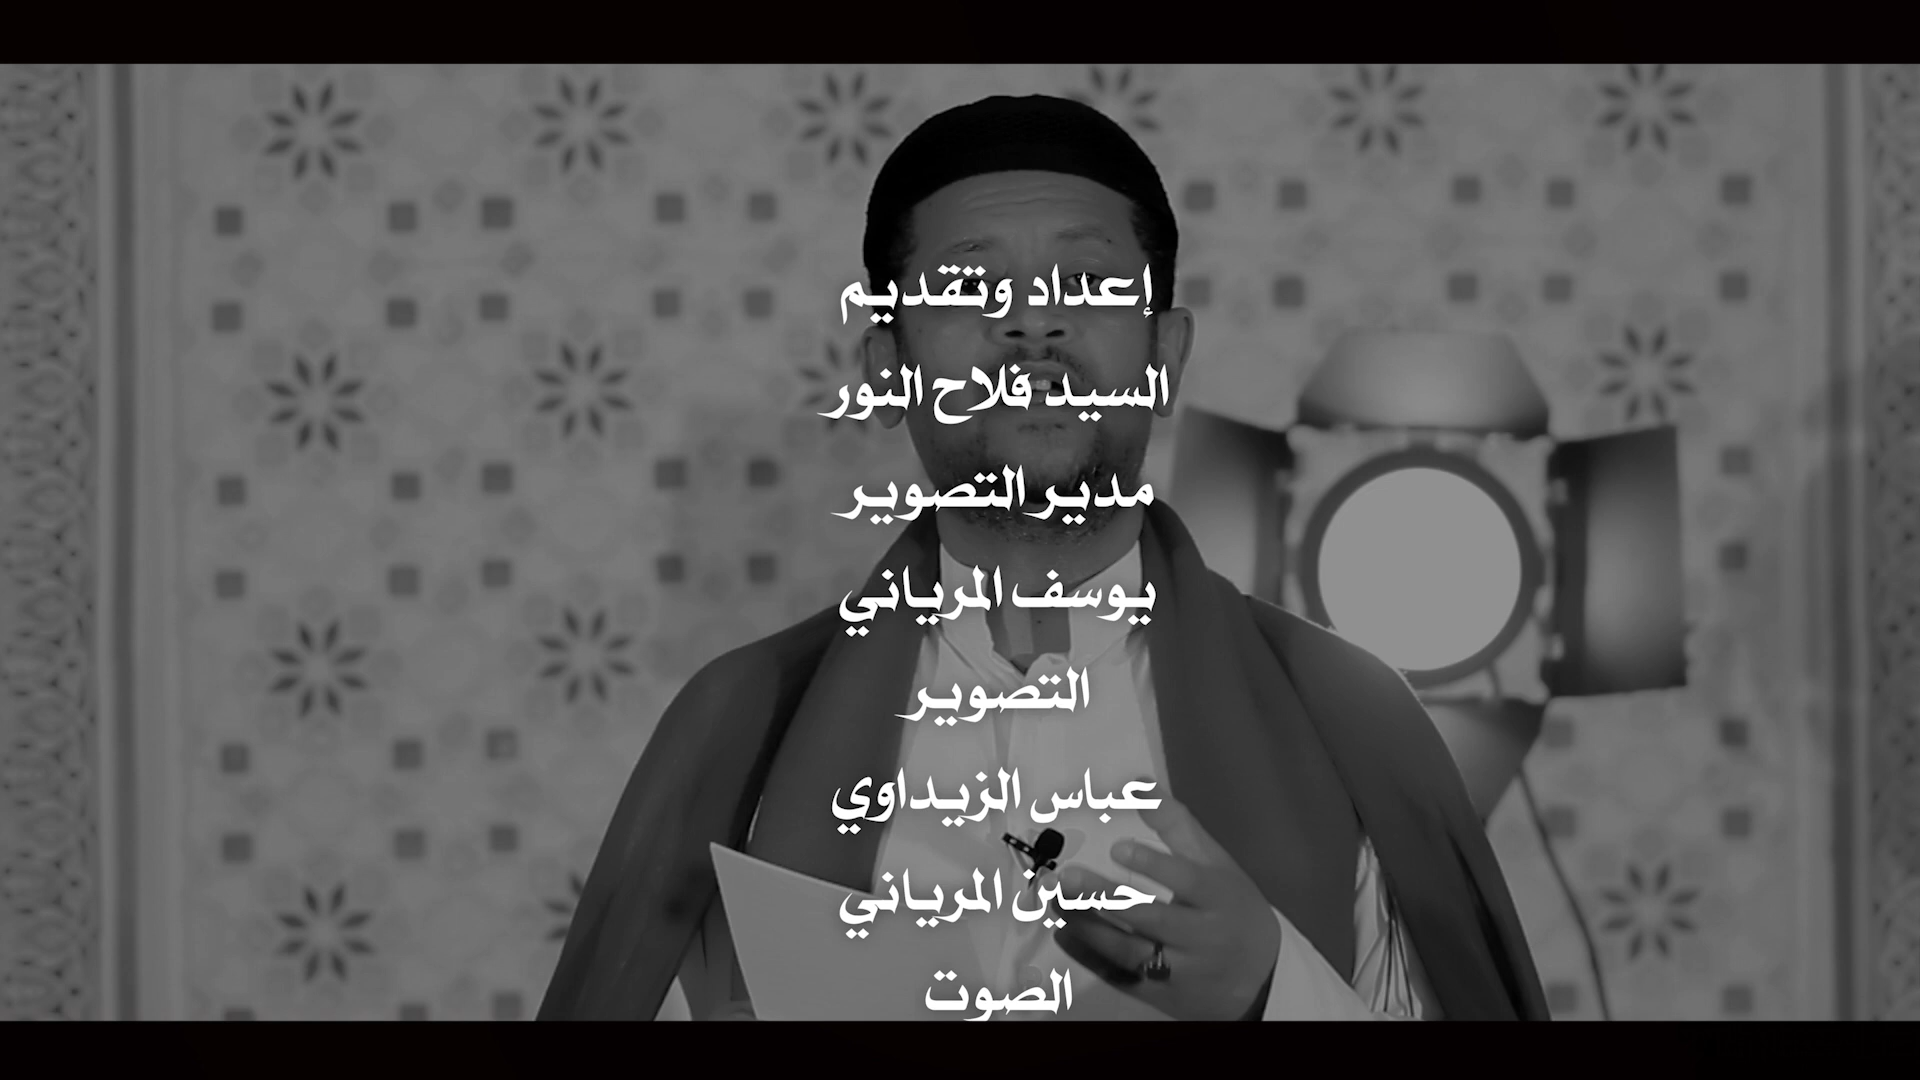 إعداد وتقديم
السيد فلاح النور
مدير التصوير
يوسف المرياني
التصوير
عباس الزيداوي
حسين المرياني
الصوت